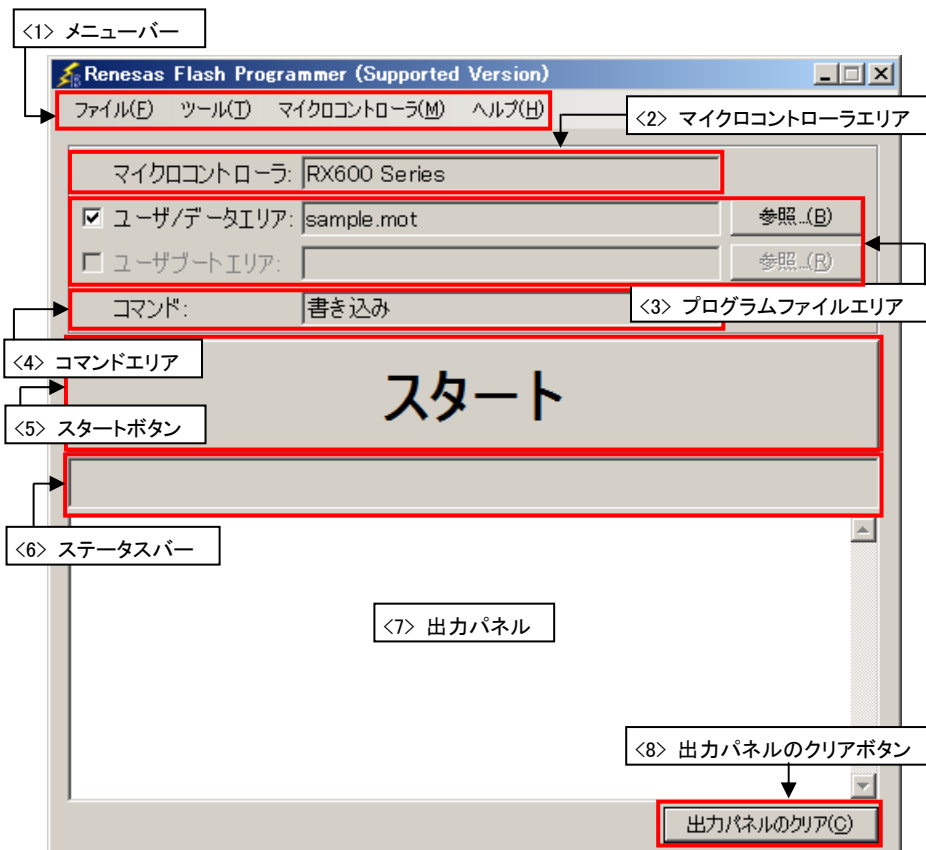 <1> メニューバー
Renesas Flash Programmer (Supported Version)
ファイル(F) ツール(T) マイクロコントローラ(M) ヘルプ(H)
<2> マイクロコントローラエリア
マイクロコントローラ: RX600 Series
ユーザ/データエリア: sample.mot 参照...(B)
ユーザブートエリア: 参照...(R)
<3> プログラムファイルエリア
コマンド: 書き込み
<4> コマンドエリア
スタート
<5> スタートボタン
<6> ステータスバー
<7> 出力パネル
<8> 出力パネルのクリアボタン
出力パネルのクリア(C)